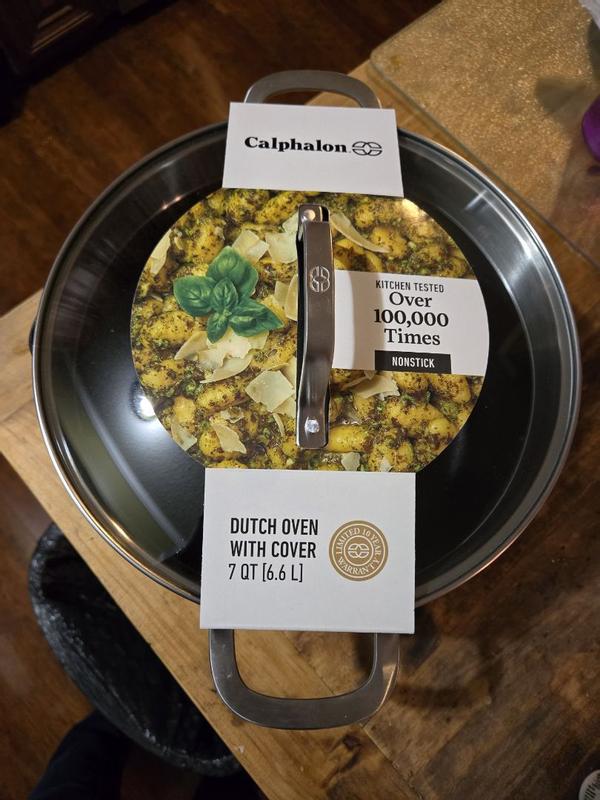 Calphalon
KITCHEN TESTED
Over
100,000
Times
NONSTICK
DUTCH OVEN
WITH COVER
7 QT [6.6 L]
LIMITED 10 YEAR
WARRANTY